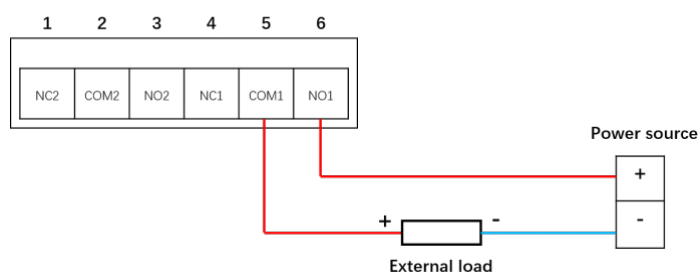 1 2 3 4 5 6
NC2 COM2 NO2 NC1 COM1 NO1
Power source
+
-
+ -
External load